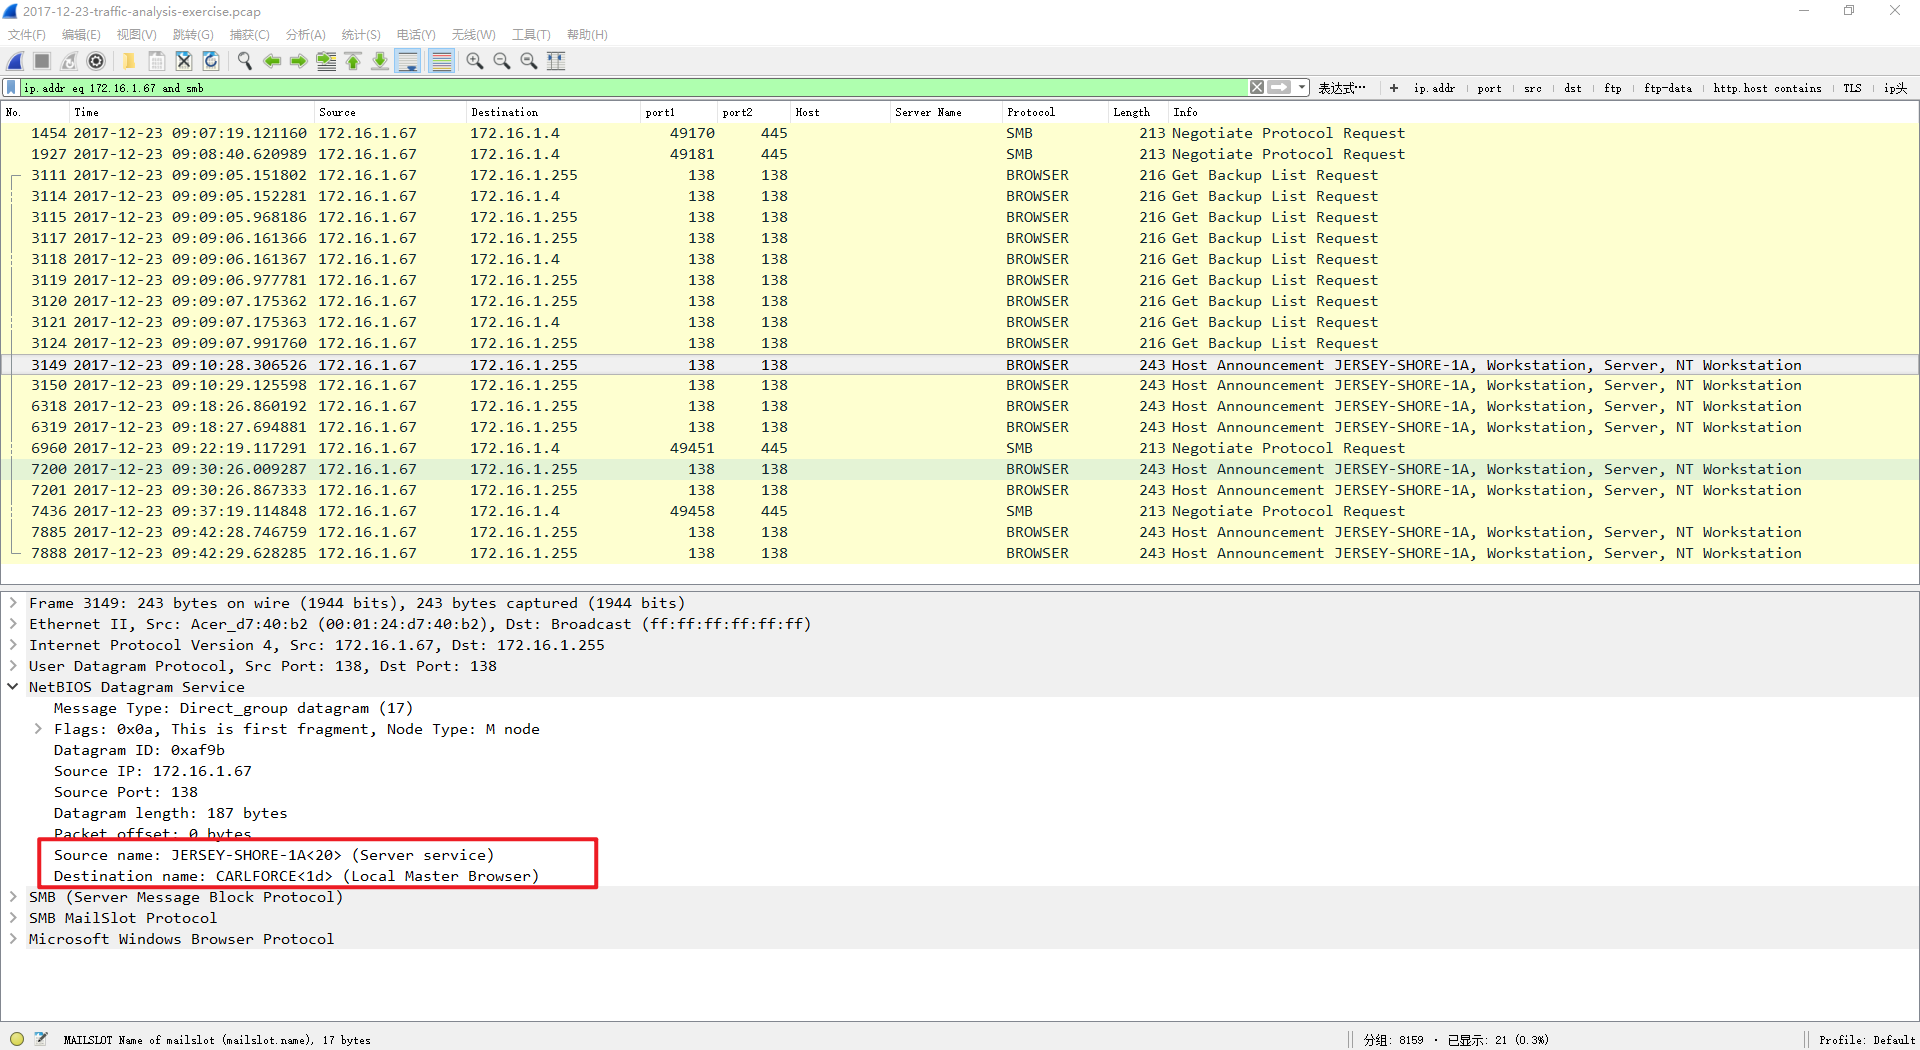 2017-12-23-traffic-analysis-exercise.pcap
文件(F) 编辑(E) 视图(V) 跳转(G) 捕获(C) 分析(A) 统计(S) 电话(Y) 无线(W) 工具(T) 帮助(H)
ip.addr eq 172.16.1.67 and smb 表达式… + ip.addr port src dst ftp ftp-data http.host contains TLS ip头
No. Time Source Destination port1 port2 Host Server Name Protocol Length Info
1454 2017-12-23 09:07:19.121160 172.16.1.67 172.16.1.4 49170 445 SMB 213 Negotiate Protocol Request
1927 2017-12-23 09:08:40.620989 172.16.1.67 172.16.1.4 49181 445 SMB 213 Negotiate Protocol Request
3111 2017-12-23 09:09:05.151802 172.16.1.67 172.16.1.255 138 138 BROWSER 216 Get Backup List Request
3114 2017-12-23 09:09:05.152281 172.16.1.67 172.16.1.4 138 138 BROWSER 216 Get Backup List Request
3115 2017-12-23 09:09:05.968186 172.16.1.67 172.16.1.255 138 138 BROWSER 216 Get Backup List Request
3117 2017-12-23 09:09:06.161366 172.16.1.67 172.16.1.255 138 138 BROWSER 216 Get Backup List Request
3118 2017-12-23 09:09:06.161367 172.16.1.67 172.16.1.4 138 138 BROWSER 216 Get Backup List Request
3119 2017-12-23 09:09:06.977781 172.16.1.67 172.16.1.255 138 138 BROWSER 216 Get Backup List Request
3120 2017-12-23 09:09:07.175362 172.16.1.67 172.16.1.255 138 138 BROWSER 216 Get Backup List Request
3121 2017-12-23 09:09:07.175363 172.16.1.67 172.16.1.4 138 138 BROWSER 216 Get Backup List Request
3124 2017-12-23 09:09:07.991760 172.16.1.67 172.16.1.255 138 138 BROWSER 216 Get Backup List Request
3149 2017-12-23 09:10:28.306526 172.16.1.67 172.16.1.255 138 138 BROWSER 243 Host Announcement JERSEY-SHORE-1A, Workstation, Server, NT Workstation
3150 2017-12-23 09:10:29.125598 172.16.1.67 172.16.1.255 138 138 BROWSER 243 Host Announcement JERSEY-SHORE-1A, Workstation, Server, NT Workstation
6318 2017-12-23 09:18:26.860192 172.16.1.67 172.16.1.255 138 138 BROWSER 243 Host Announcement JERSEY-SHORE-1A, Workstation, Server, NT Workstation
6319 2017-12-23 09:18:27.694881 172.16.1.67 172.16.1.255 138 138 BROWSER 243 Host Announcement JERSEY-SHORE-1A, Workstation, Server, NT Workstation
6960 2017-12-23 09:22:19.117291 172.16.1.67 172.16.1.4 49451 445 SMB 213 Negotiate Protocol Request
7200 2017-12-23 09:30:26.009287 172.16.1.67 172.16.1.255 138 138 BROWSER 243 Host Announcement JERSEY-SHORE-1A, Workstation, Server, NT Workstation
7201 2017-12-23 09:30:26.867333 172.16.1.67 172.16.1.255 138 138 BROWSER 243 Host Announcement JERSEY-SHORE-1A, Workstation, Server, NT Workstation
7436 2017-12-23 09:37:19.114848 172.16.1.67 172.16.1.4 49458 445 SMB 213 Negotiate Protocol Request
7885 2017-12-23 09:42:28.746759 172.16.1.67 172.16.1.255 138 138 BROWSER 243 Host Announcement JERSEY-SHORE-1A, Workstation, Server, NT Workstation
7888 2017-12-23 09:42:29.628285 172.16.1.67 172.16.1.255 138 138 BROWSER 243 Host Announcement JERSEY-SHORE-1A, Workstation, Server, NT Workstation
Frame 3149: 243 bytes on wire (1944 bits), 243 bytes captured (1944 bits)
Ethernet II, Src: Acer_d7:40:b2 (00:01:24:d7:40:b2), Dst: Broadcast (ff:ff:ff:ff:ff:ff)
Internet Protocol Version 4, Src: 172.16.1.67, Dst: 172.16.1.255
User Datagram Protocol, Src Port: 138, Dst Port: 138
NetBIOS Datagram Service
Message Type: Direct_group datagram (17)
Flags: 0x0a, This is first fragment, Node Type: M node
Datagram ID: 0xaf9b
Source IP: 172.16.1.67
Source Port: 138
Datagram length: 187 bytes
Packet offset: 0 bytes
Source name: JERSEY-SHORE-1A<20> (Server service)
Destination name: CARLFORCE<1d> (Local Master Browser)
SMB (Server Message Block Protocol)
SMB MailSlot Protocol
Microsoft Windows Browser Protocol
MAILSLOT Name of mailslot (mailslot.name), 17 bytes 分组: 8159 · 已显示: 21 (0.3%) Profile: Default